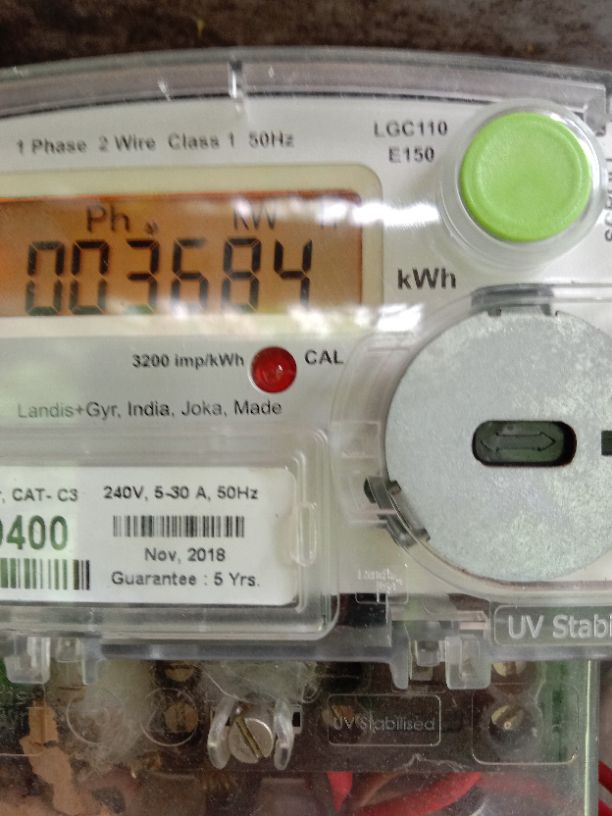 1 Phase 2 Wire Class 1 50Hz
LGC110
E150
Ph kW
003684
kWh
3200 imp/kWh CAL
Landis+Gyr, India, Joka, Made
CAT- C3 240V, 5-30 A, 50Hz
400
Nov, 2018
Guarantee : 5 Yrs.
UV Stabi
UV Stabilised